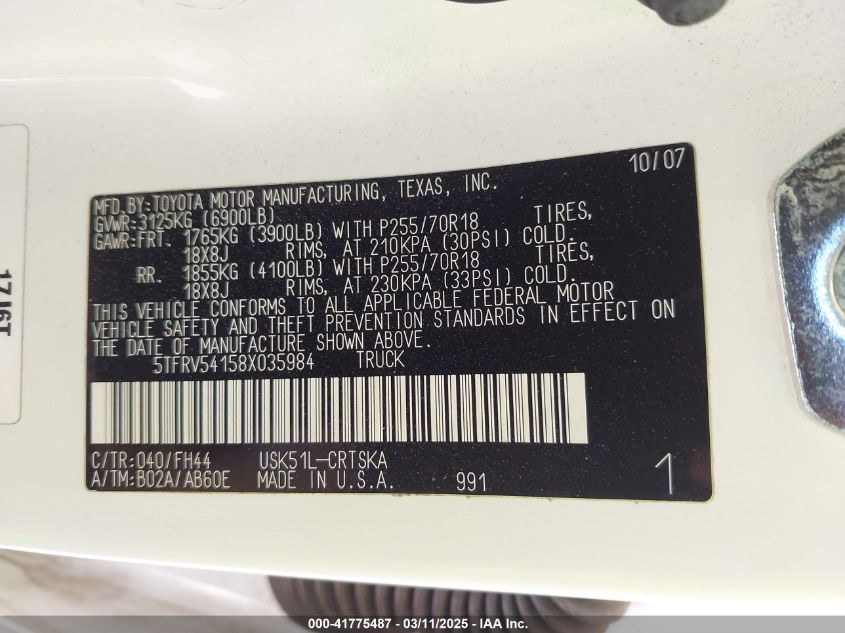 10/07
MFD.BY:TOYOTA MOTOR MANUFACTURING, TEXAS, INC.
GVWR:3125KG (6900LB)
GAWR:FRT. 1765KG (3900LB) WITH P255/70R18 TIRES,
18X8J RIMS, AT 210KPA (30PSI) COLD.
RR. 1855KG (4100LB) WITH P255/70R18 TIRES,
18X8J RIMS, AT 230KPA (33PSI) COLD.
THIS VEHICLE CONFORMS TO ALL APPLICABLE FEDERAL MOTOR
VEHICLE SAFETY AND THEFT PREVENTION STANDARDS IN EFFECT ON
THE DATE OF MANUFACTURE SHOWN ABOVE.
5TFRV54158X035984 TRUCK
C/TR:040/FH44 USK51L-CRTSKA
A/TM:B02A/AB60E MADE IN U.S.A. 991 1
000-41775487 - 03/11/2025 - IAA Inc.